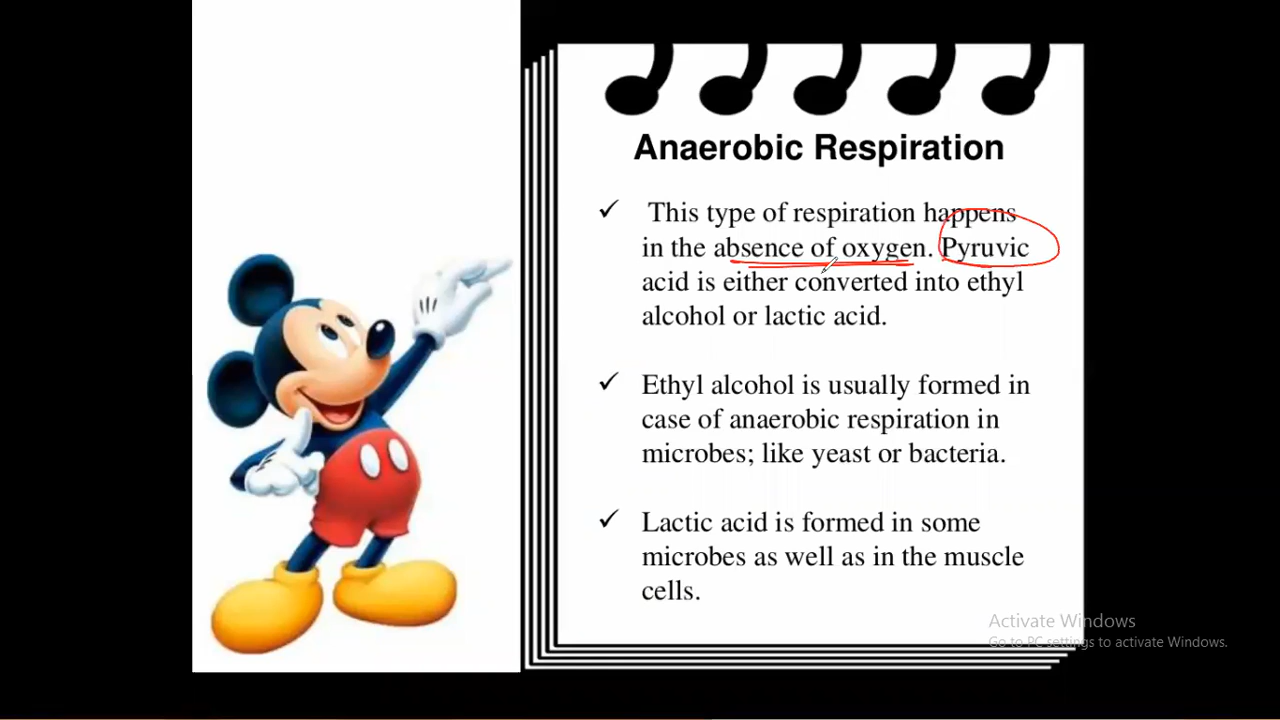 Anaerobic Respiration
✓ This type of respiration happens
in the absence of oxygen. Pyruvic
acid is either converted into ethyl
alcohol or lactic acid.
✓ Ethyl alcohol is usually formed in
case of anaerobic respiration in
microbes; like yeast or bacteria.
✓ Lactic acid is formed in some
microbes as well as in the muscle
cells.
Activate Windows
Go to PC settings to activate Windows.